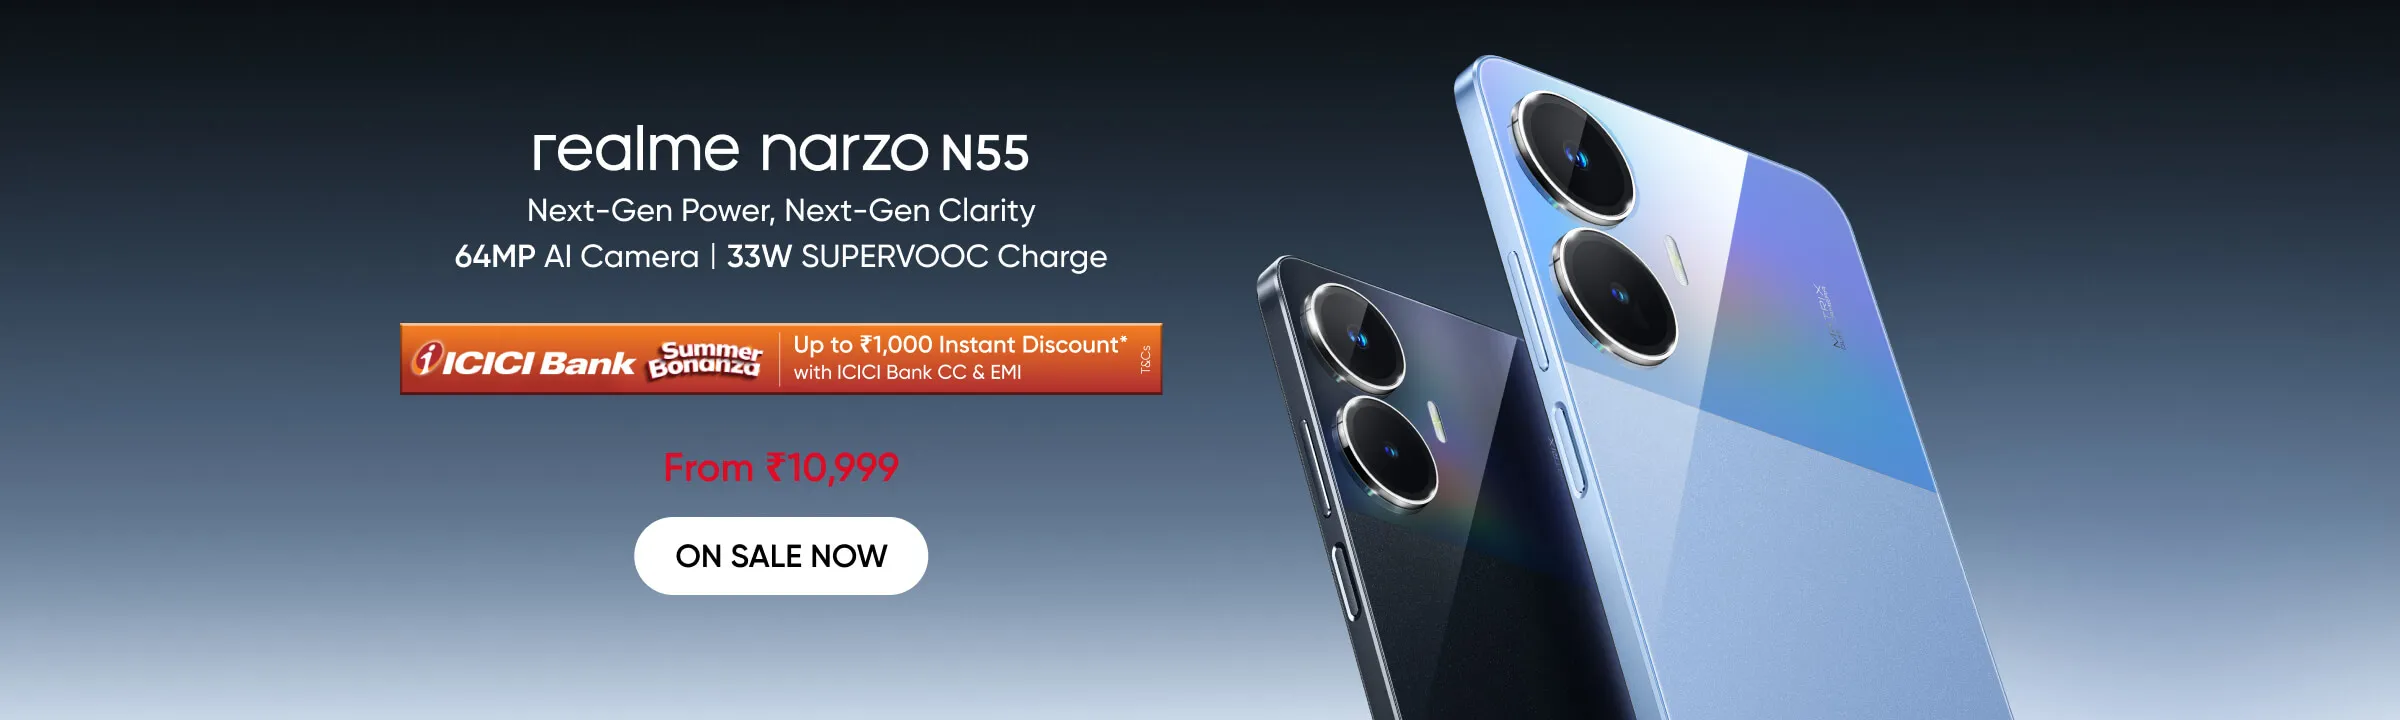 realme narzo N55
Next-Gen Power, Next-Gen Clarity
64MP AI Camera | 33W SUPERVOOC Charge
i ICICI Bank
Summer
Bonanza
Up to ₹1,000 Instant Discount*
with ICICI Bank CC & EMI
T&Cs
From ₹10,999
ON SALE NOW